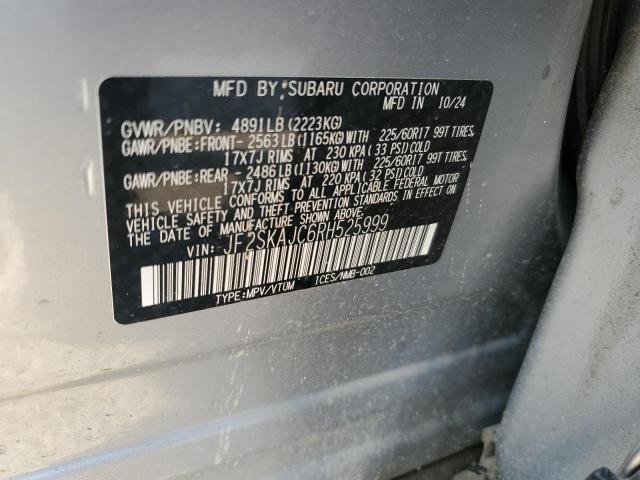 MFD BY SUBARU CORPORATION
MFD IN 10/24
GVWR/PNBV: 4891LB(2223KG)
GAWR/PNBE:FRONT- 2563LB(1165KG)WITH 225/60R17 99T TIRES,
17X7J RIMS AT 230 KPA(33 PSI)COLD
GAWR/PNBE:REAR - 2486LB(1130KG)WITH 225/60R17 99T TIRES,
17X7J RIMS AT 220 KPA(32 PSI)COLD
THIS VEHICLE CONFORMS TO ALL APPLICABLE FEDERAL MOTOR
VEHICLE SAFETY AND THEFT PREVENTION STANDARDS IN EFFECT ON
THE DATE OF MANUFACTURE SHOWN ABOVE.
VIN: JF2SKAJC6RH525999
TYPE:MPV/VTUM ICES/NMB-002